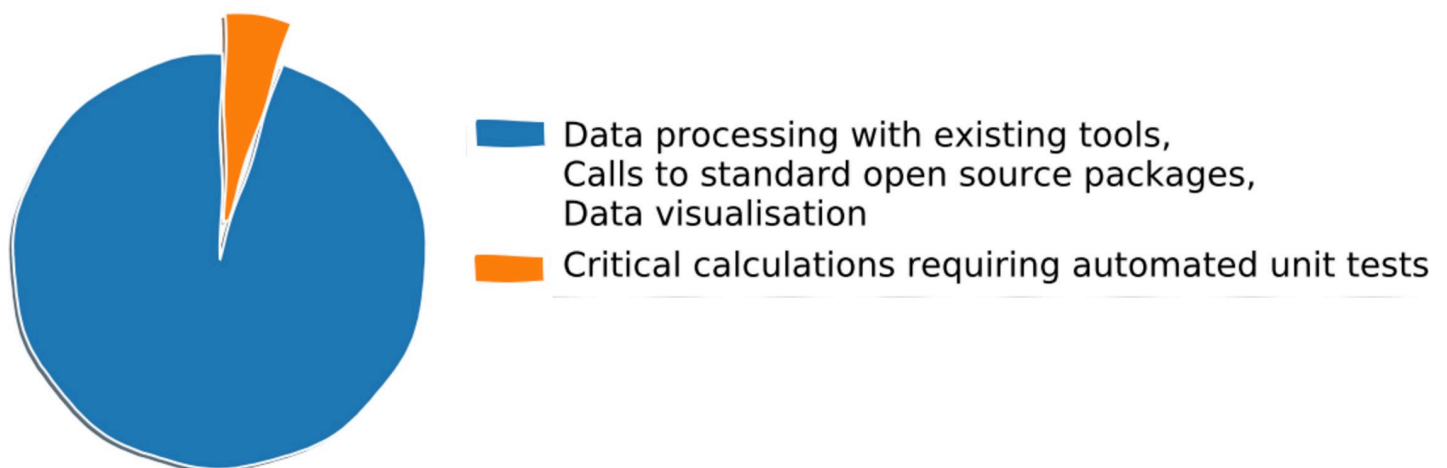 Data processing with existing tools,
Calls to standard open source packages,
Data visualisation
Critical calculations requiring automated unit tests